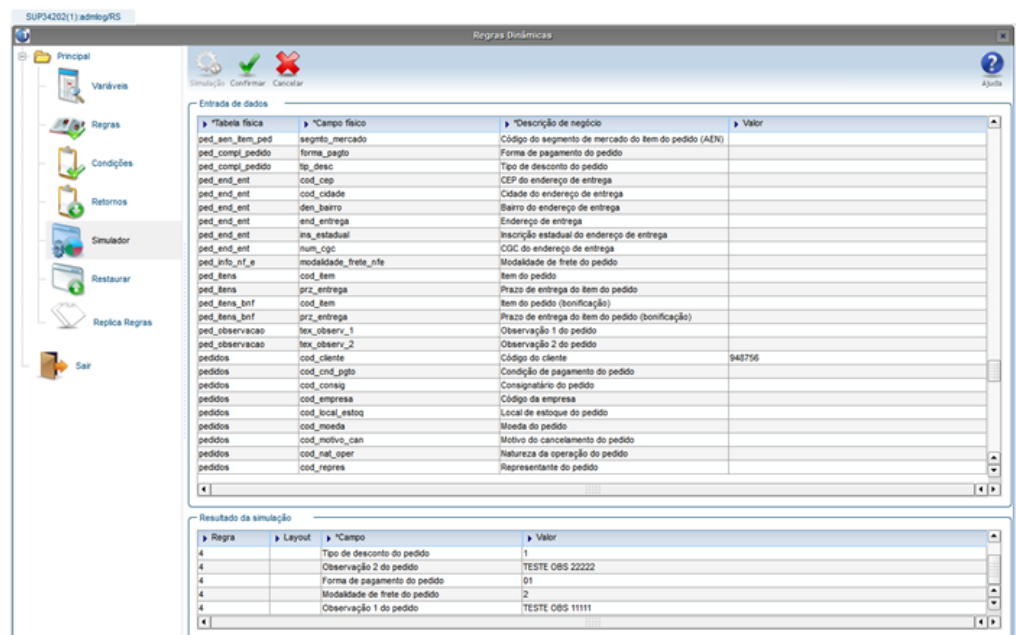 SUP34202(1):admlog/RS
Regras Dinâmicas
Principal
Variáveis
Regras
Condições
Retornos
Simulador
Restaurar
Replica Regras
Sair
Simulação Confirmar Cancelar
Ajuda
Entrada de dados
*Tabela física *Campo físico *Descrição de negócio Valor
ped_aen_item_ped segmto_mercado Código do segmento de mercado do item do pedido (AEN)
ped_compl_pedido forma_pagto Forma de pagamento do pedido
ped_compl_pedido tip_desc Tipo de desconto do pedido
ped_end_ent cod_cep CEP do endereço de entrega
ped_end_ent cod_cidade Cidade do endereço de entrega
ped_end_ent den_bairro Bairro do endereço de entrega
ped_end_ent end_entrega Endereço de entrega
ped_end_ent ins_estadual Inscrição estadual do endereço de entrega
ped_end_ent num_cgc CGC do endereço de entrega
ped_info_nf_e modalidade_frete_nfe Modalidade de frete do pedido
ped_itens cod_item Item do pedido
ped_itens prz_entrega Prazo de entrega do item do pedido
ped_itens_bnf cod_item Item do pedido (bonificação)
ped_itens_bnf prz_entrega Prazo de entrega do item do pedido (bonificação)
ped_observacao tex_observ_1 Observação 1 do pedido
ped_observacao tex_observ_2 Observação 2 do pedido
pedidos cod_cliente Código do cliente 948756
pedidos cod_cnd_pgto Condição de pagamento do pedido
pedidos cod_consig Consignatário do pedido
pedidos cod_empresa Código da empresa
pedidos cod_local_estoq Local de estoque do pedido
pedidos cod_moeda Moeda do pedido
pedidos cod_motivo_can Motivo do cancelamento do pedido
pedidos cod_nat_oper Natureza da operação do pedido
pedidos cod_repres Representante do pedido
Resultado da simulação
Regra Layout *Campo Valor
4 Tipo de desconto do pedido 1
4 Observação 2 do pedido TESTE OBS 22222
4 Forma de pagamento do pedido 01
4 Modalidade de frete do pedido 2
4 Observação 1 do pedido TESTE OBS 11111